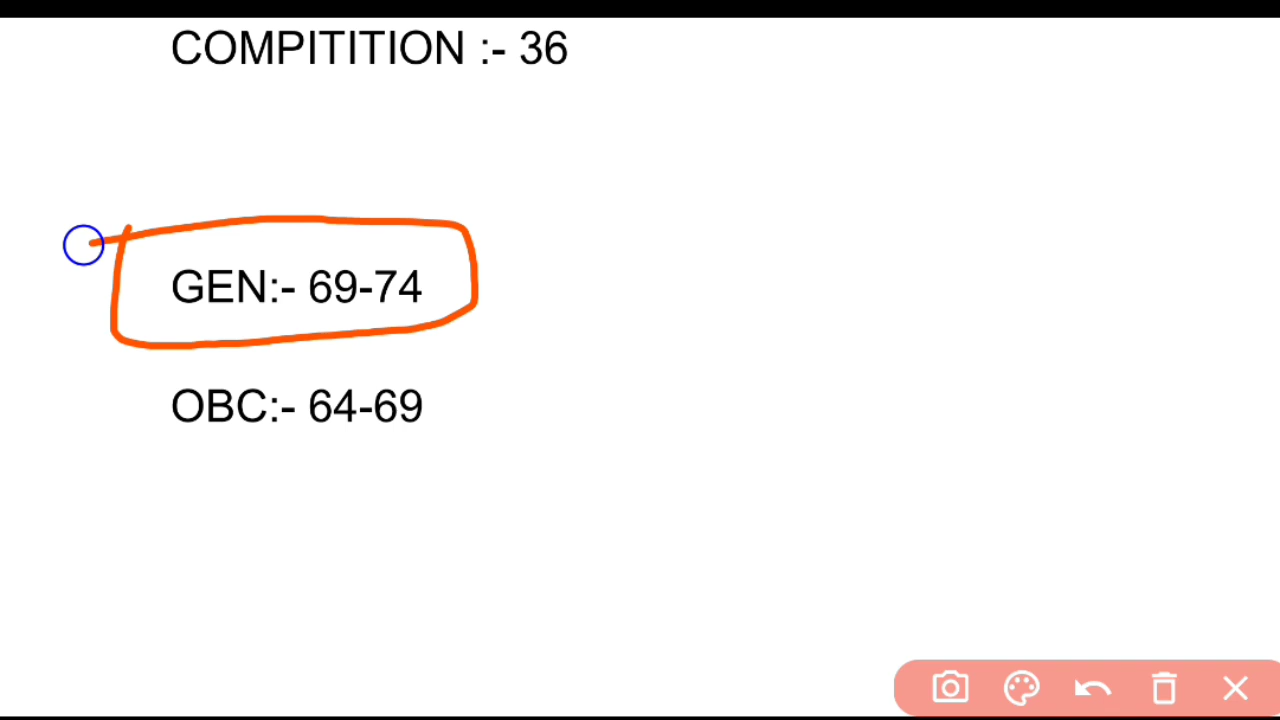 COMPITITION :- 36
GEN:- 69-74
OBC:- 64-69